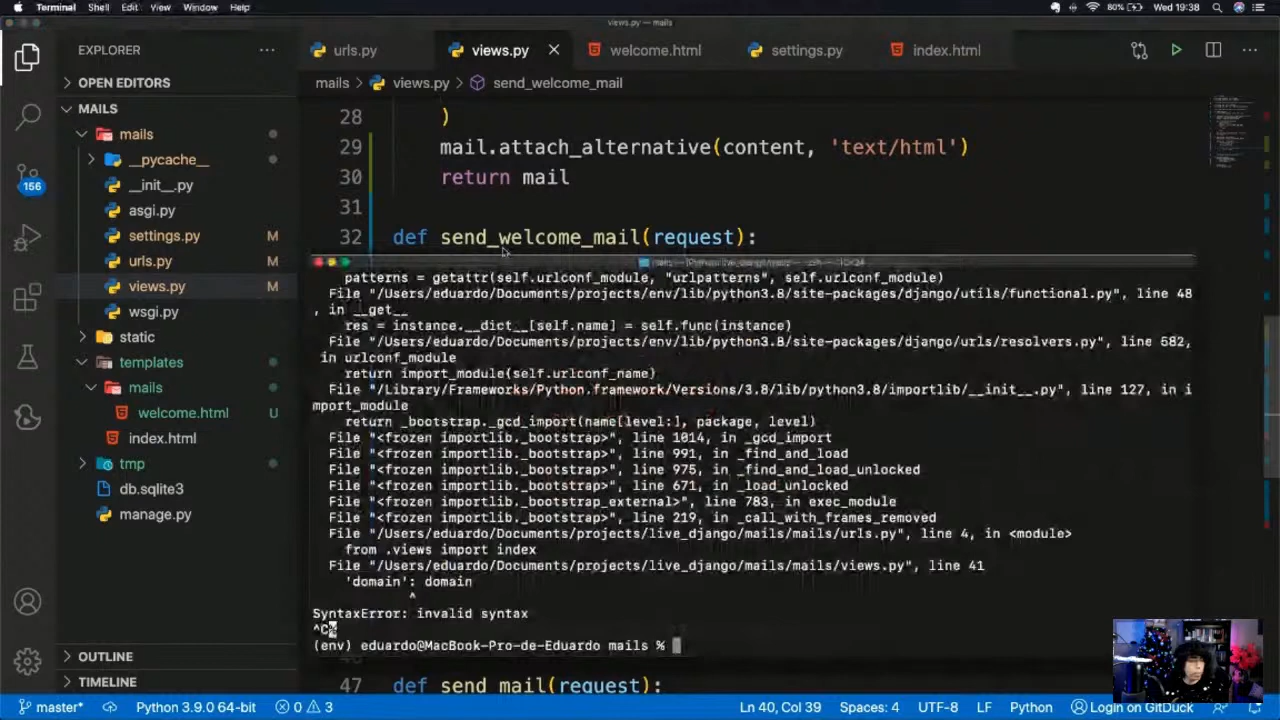 Terminal Shell Edit View Window Help 80% Wed 19:38
views.py — mails
EXPLORER
urls.py
views.py
welcome.html
settings.py
index.html
OPEN EDITORS
mails > views.py > send_welcome_mail
MAILS
mails
__pycache__
__init__.py
asgi.py
settings.py M
urls.py M
views.py M
wsgi.py
static
templates
mails
welcome.html U
index.html
tmp
db.sqlite3
manage.py
OUTLINE
TIMELINE
156
28 )
29 mail.attach_alternative(content, 'text/html')
30 return mail
31
32 def send_welcome_mail(request):
patterns = getattr(self.urlconf_module, "urlpatterns", self.urlconf_module)
File "/Users/eduardo/Documents/projects/env/lib/python3.8/site-packages/django/utils/functional.py", line 48
, in __get__
res = instance.__dict__[self.name] = self.func(instance)
File "/Users/eduardo/Documents/projects/env/lib/python3.8/site-packages/django/urls/resolvers.py", line 582,
in urlconf_module
return import_module(self.urlconf_name)
File "/Library/Frameworks/Python.framework/Versions/3.8/lib/python3.8/importlib/__init__.py", line 127, in i
mport_module
return _bootstrap._gcd_import(name[level:], package, level)
File "<frozen importlib._bootstrap>", line 1014, in _gcd_import
File "<frozen importlib._bootstrap>", line 991, in _find_and_load
File "<frozen importlib._bootstrap>", line 975, in _find_and_load_unlocked
File "<frozen importlib._bootstrap>", line 671, in _load_unlocked
File "<frozen importlib._bootstrap_external>", line 783, in exec_module
File "<frozen importlib._bootstrap>", line 219, in _call_with_frames_removed
File "/Users/eduardo/Documents/projects/live_django/mails/mails/urls.py", line 4, in <module>
from .views import index
File "/Users/eduardo/Documents/projects/live_django/mails/mails/views.py", line 41
'domain': domain
^
SyntaxError: invalid syntax
^C%
(env) eduardo@MacBook-Pro-de-Eduardo mails %
47 def send_mail(request):
master* Python 3.9.0 64-bit 0 3 Ln 40, Col 39 Spaces: 4 UTF-8 LF Python Login on GitDuck